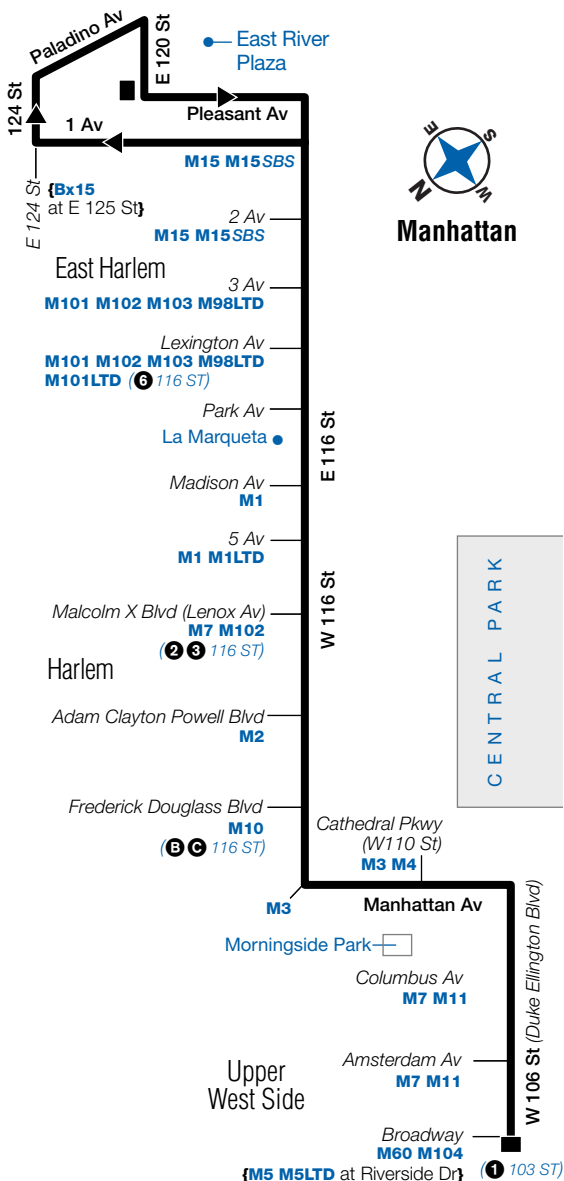 Paladino Av
E 120 St
East River
Plaza
124 St
1 Av
Pleasant Av
M15 M15SBS
E 124 St
{Bx15
at E 125 St}
E
S
N
W
Manhattan
2 Av
M15 M15SBS
East Harlem
3 Av
M101 M102 M103 M98LTD
Lexington Av
M101 M102 M103 M98LTD
M101LTD (6 116 ST)
Park Av
La Marqueta
E 116 St
Madison Av
M1
5 Av
M1 M1LTD
W 116 St
CENTRAL PARK
Malcolm X Blvd (Lenox Av)
M7 M102
(2 3 116 ST)
Harlem
Adam Clayton Powell Blvd
M2
Frederick Douglass Blvd
M10
(B C 116 ST)
Cathedral Pkwy
(W110 St)
M3 M4
M3
Manhattan Av
Morningside Park
Columbus Av
M7 M11
W 106 St (Duke Ellington Blvd)
Amsterdam Av
M7 M11
Upper
West Side
Broadway
M60 M104
{M5 M5LTD at Riverside Dr}
(1 103 ST)